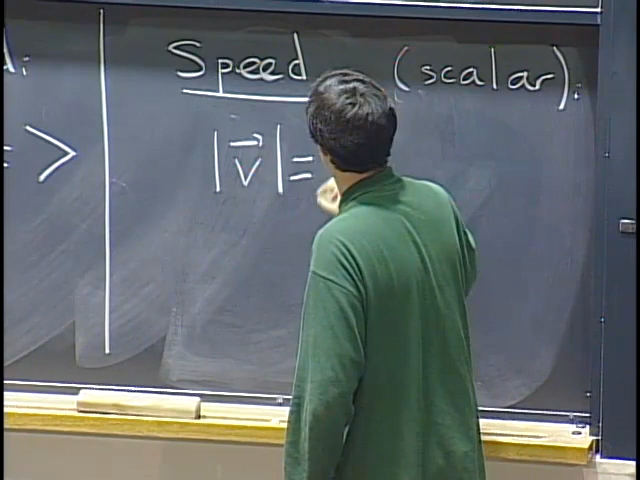 Speed (scalar):
|v⃗| =
>